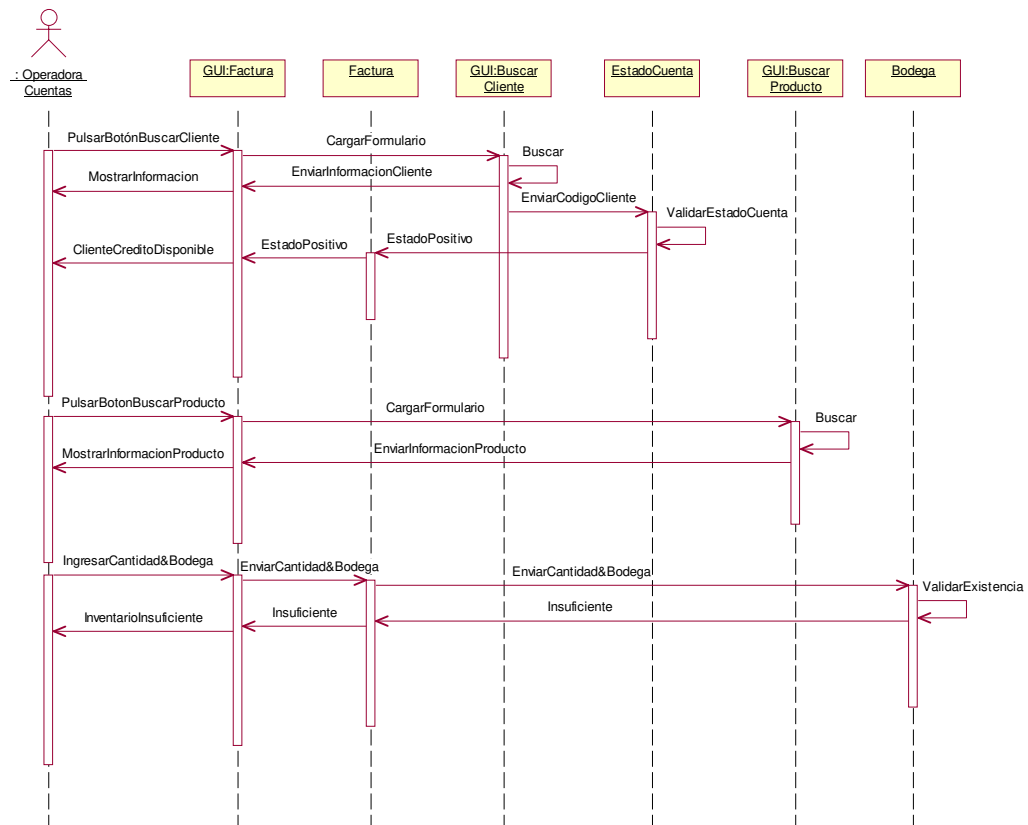 : Operadora
Cuentas
GUI:Factura
Factura
GUI:Buscar
Cliente
EstadoCuenta
GUI:Buscar
Producto
Bodega
PulsarBotónBuscarCliente
CargarFormulario
Buscar
EnviarInformacionCliente
MostrarInformacion
EnviarCodigoCliente
ValidarEstadoCuenta
EstadoPositivo
EstadoPositivo
ClienteCreditoDisponible
PulsarBotonBuscarProducto
CargarFormulario
Buscar
EnviarInformacionProducto
MostrarInformacionProducto
IngresarCantidad&Bodega
EnviarCantidad&Bodega
EnviarCantidad&Bodega
ValidarExistencia
Insuficiente
Insuficiente
InventarioInsuficiente